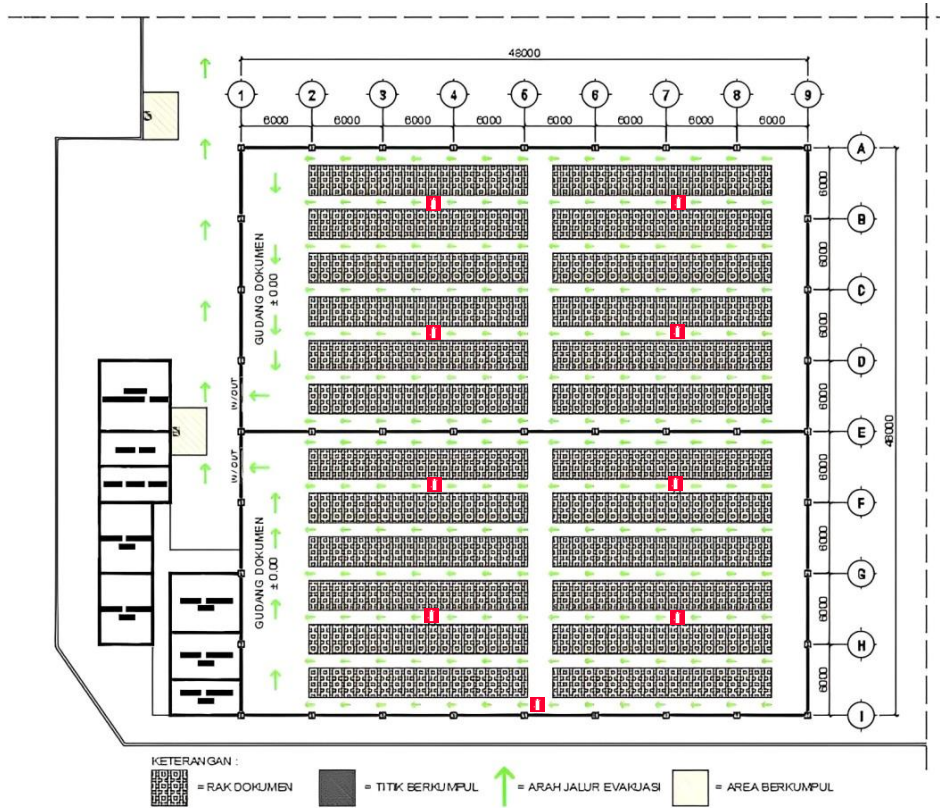 48000
1 2 3 4 5 6 7 8 9
6000 6000 6000 6000 6000 6000 6000 6000
A
B
C
D
E
F
G
H
I
6000
6000
6000
6000
6000
6000
6000
6000
48000
GUDANG DOKUMEN
± 0.00
IN/OUT
IN/OUT
GUDANG DOKUMEN
± 0.00
KETERANGAN :
= RAK DOKUMEN
= TITIK BERKUMPUL
= ARAH JALUR EVAKUASI
= AREA BERKUMPUL